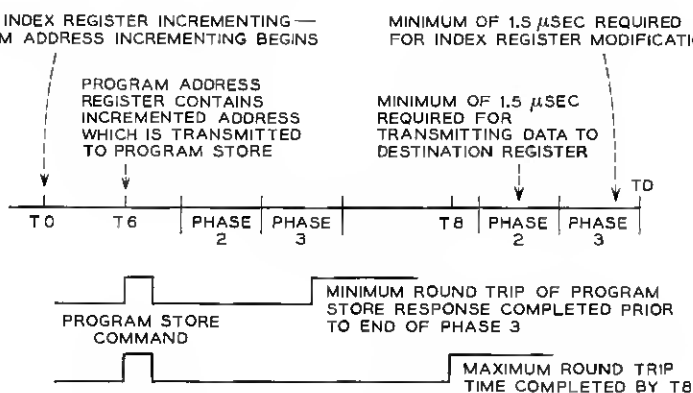 INDEX REGISTER INCREMENTING—
M ADDRESS INCREMENTING BEGINS
MINIMUM OF 1.5 μSEC REQUIRED
FOR INDEX REGISTER MODIFICATIO
PROGRAM ADDRESS
REGISTER CONTAINS
INCREMENTED ADDRESS
WHICH IS TRANSMITTED
TO PROGRAM STORE
MINIMUM OF 1.5 μSEC
REQUIRED FOR
TRANSMITTING DATA TO
DESTINATION REGISTER
TO
TO
T6
PHASE
2
PHASE
3
T8
PHASE
2
PHASE
3
PROGRAM STORE
COMMAND
MINIMUM ROUND TRIP OF PROGRAM
STORE RESPONSE COMPLETED PRIOR
TO END OF PHASE 3
MAXIMUM ROUND TRIP
TIME COMPLETED BY T8